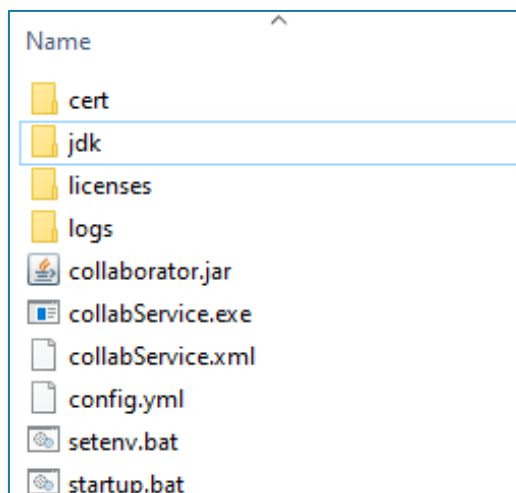 Name
cert
jdk
licenses
logs
collaborator.jar
collabService.exe
collabService.xml
config.yml
setenv.bat
startup.bat